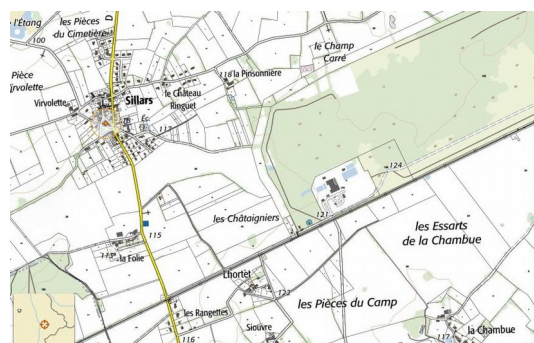 l'Étang
les Pièces
du Cimetière
D
100
le Champ
Carré
118 la Pinsonnière
Pièce
Virvolette
Virvolette
Sillars
le Château
Ringuet
Éc.
117
124
les Châtaigniers
121
115
les Essarts
de la Chambue
113
la Folie
Lhortet
122
les Pièces du Camp
les Rangettes
Siouvre
116
la Chambue
117